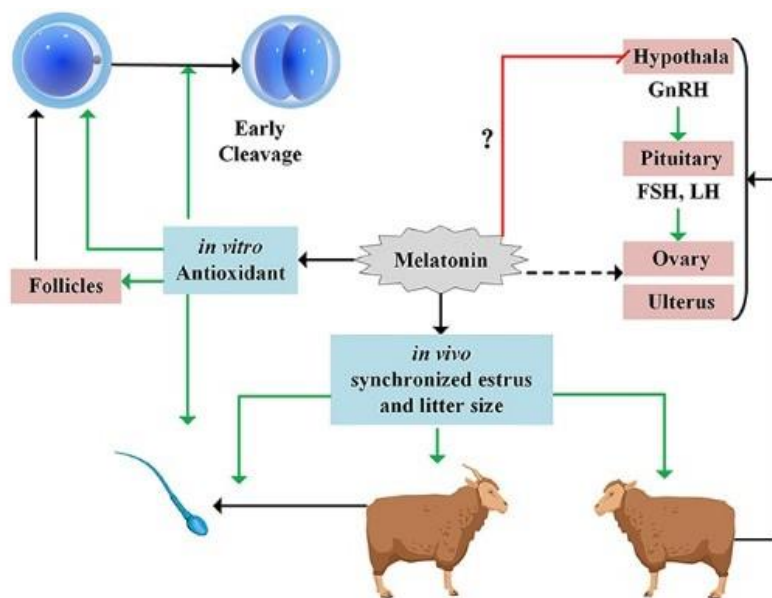 Early
Cleavage
in vitro
Antioxidant
Follicles
Melatonin
?
Hypothala
GnRH
Pituitary
FSH, LH
Ovary
Ulterus
in vivo
synchronized estrus
and litter size